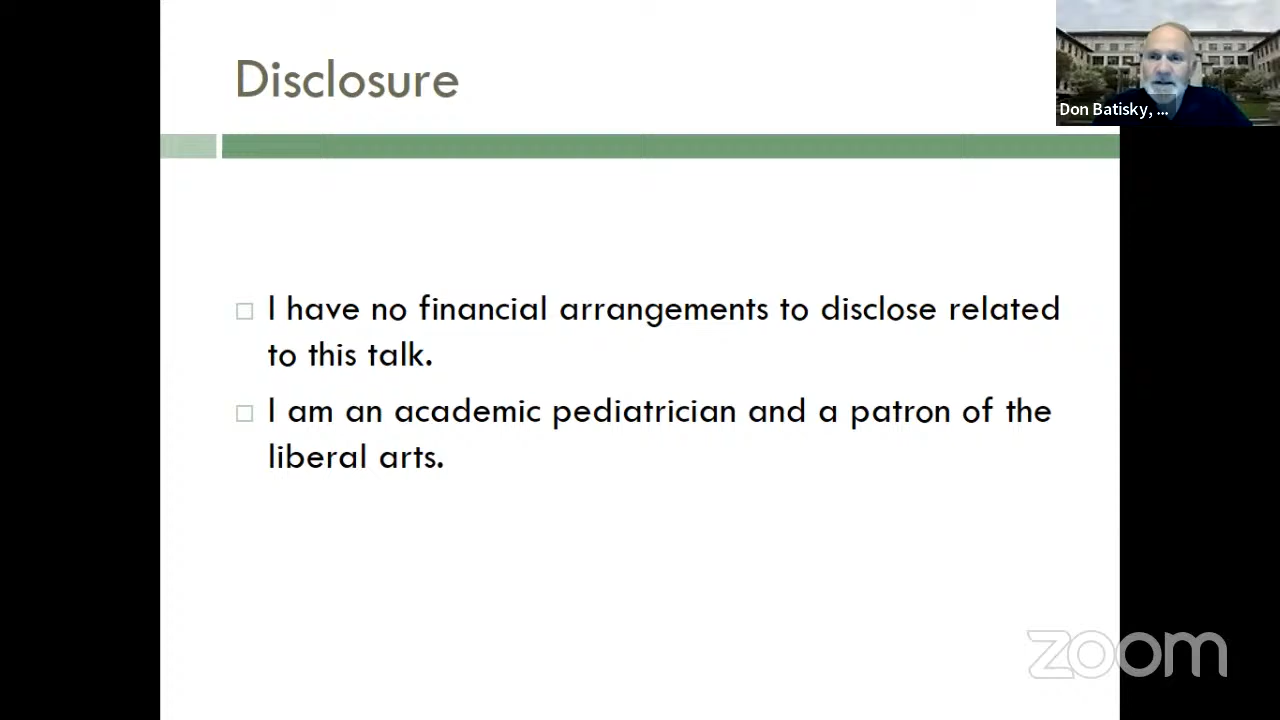 Disclosure
Don Batisky, ...
I have no financial arrangements to disclose related
to this talk.
I am an academic pediatrician and a patron of the
liberal arts.
zoom